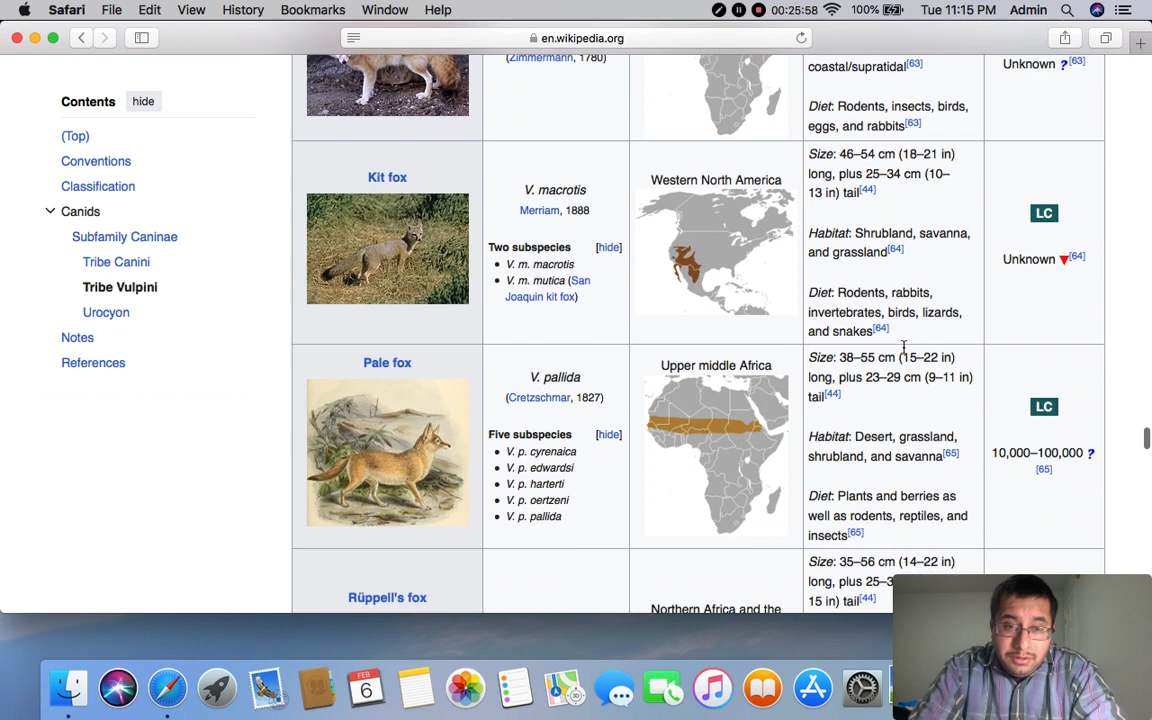 Safari File Edit View History Bookmarks Window Help 00:25:58 100% Tue 11:15 PM Admin
en.wikipedia.org
Contents hide
(Top)
Conventions
Classification
Canids
Subfamily Caninae
Tribe Canini
Tribe Vulpini
Urocyon
Notes
References
(Zimmermann, 1780)
coastal/supratidal[63]
Diet: Rodents, insects, birds,
eggs, and rabbits[63]
Unknown ?[63]
Kit fox
V. macrotis
Merriam, 1888
Two subspecies [hide]
• V. m. macrotis
• V. m. mutica (San
Joaquin kit fox)
Western North America
Size: 46–54 cm (18–21 in)
long, plus 25–34 cm (10–
13 in) tail[44]
Habitat: Shrubland, savanna,
and grassland[64]
Diet: Rodents, rabbits,
invertebrates, birds, lizards,
and snakes[64]
LC
Unknown ▼[64]
Pale fox
V. pallida
(Cretzschmar, 1827)
Five subspecies [hide]
• V. p. cyrenaica
• V. p. edwardsi
• V. p. harterti
• V. p. oertzeni
• V. p. pallida
Upper middle Africa
Size: 38–55 cm (15–22 in)
long, plus 23–29 cm (9–11 in)
tail[44]
Habitat: Desert, grassland,
shrubland, and savanna[65]
Diet: Plants and berries as
well as rodents, reptiles, and
insects[65]
LC
10,000–100,000 ?
[65]
Rüppell's fox
Northern Africa and the
Size: 35–56 cm (14–22 in)
long, plus 25–3
15 in) tail[44]
FEB
6